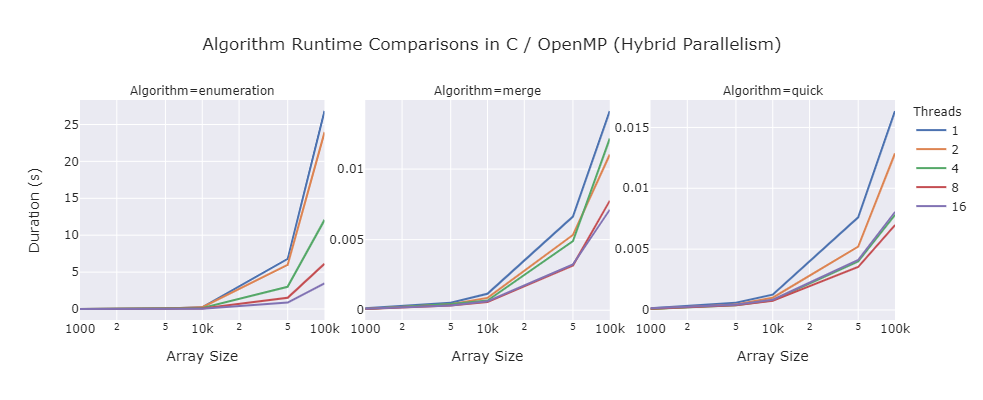 Algorithm Runtime Comparisons in C / OpenMP (Hybrid Parallelism)
Algorithm=enumeration
Algorithm=merge
Algorithm=quick
Duration (s)
25
20
15
10
5
0
1000 2 5 10k 2 5 100k
Array Size
0.01
0.005
0
1000 2 5 10k 2 5 100k
Array Size
0.015
0.01
0.005
0
1000 2 5 10k 2 5 100k
Array Size
Threads
1
2
4
8
16